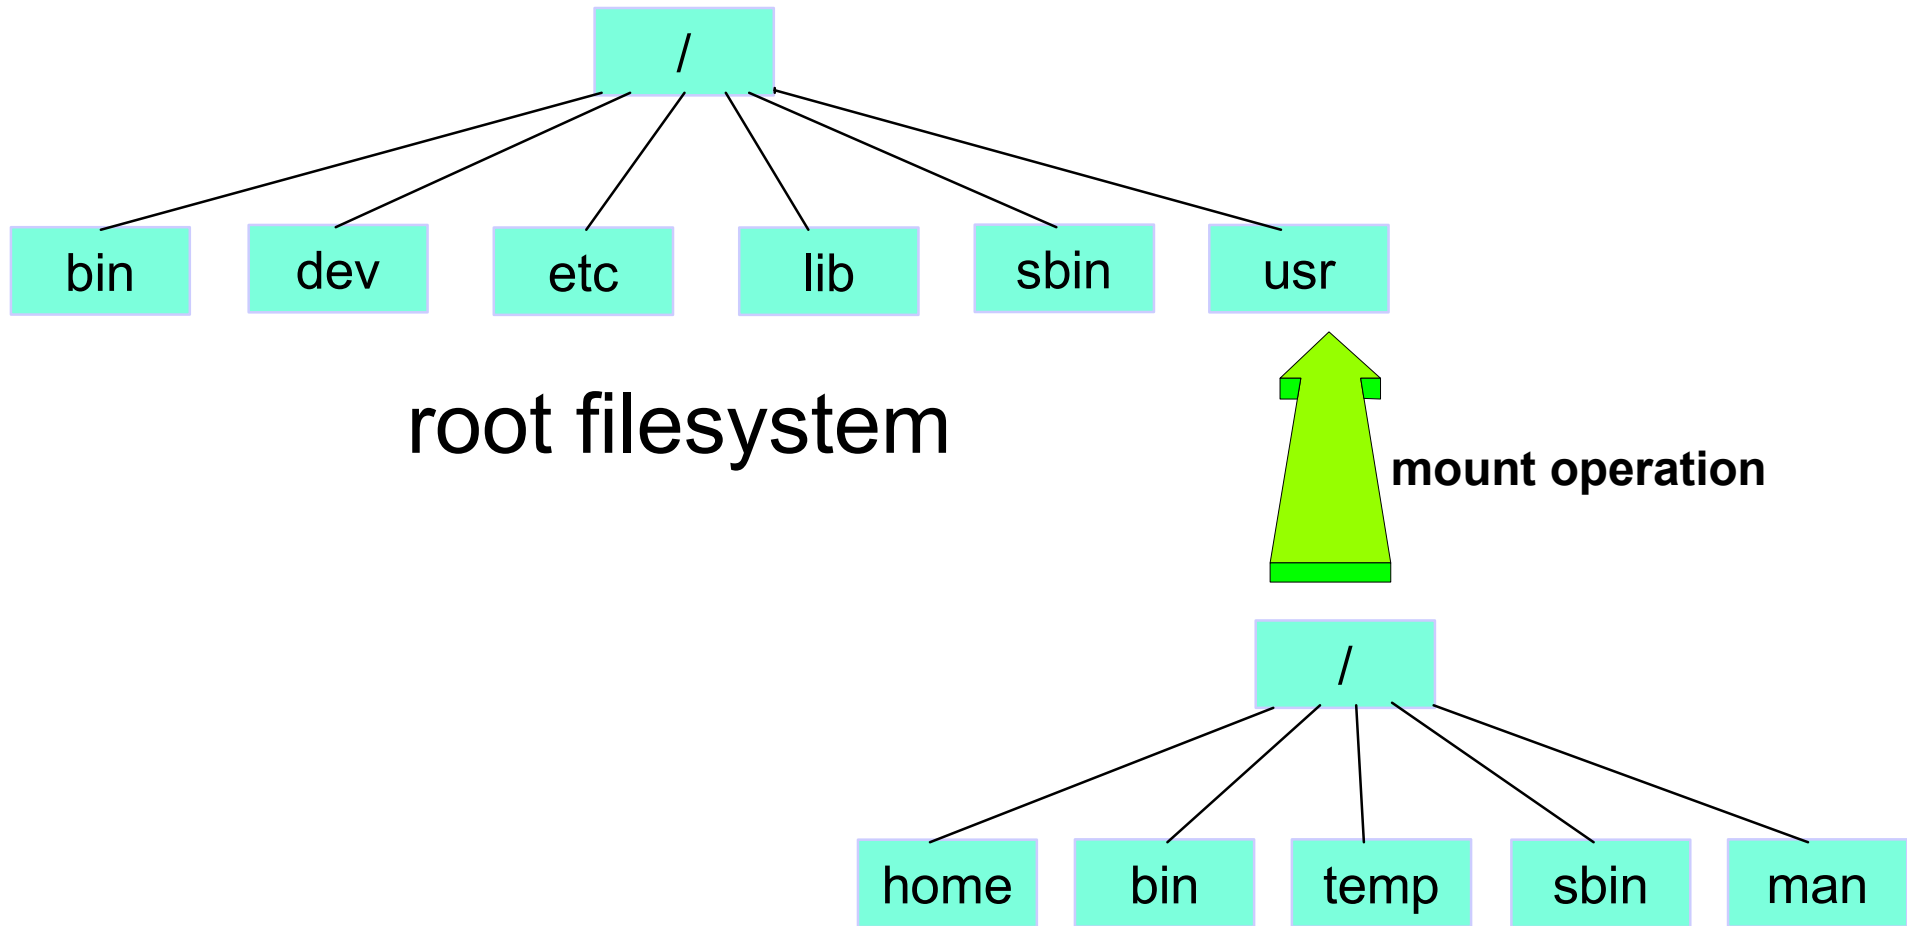 /
bin dev etc lib sbin usr
root filesystem
mount operation
/
home bin temp sbin man